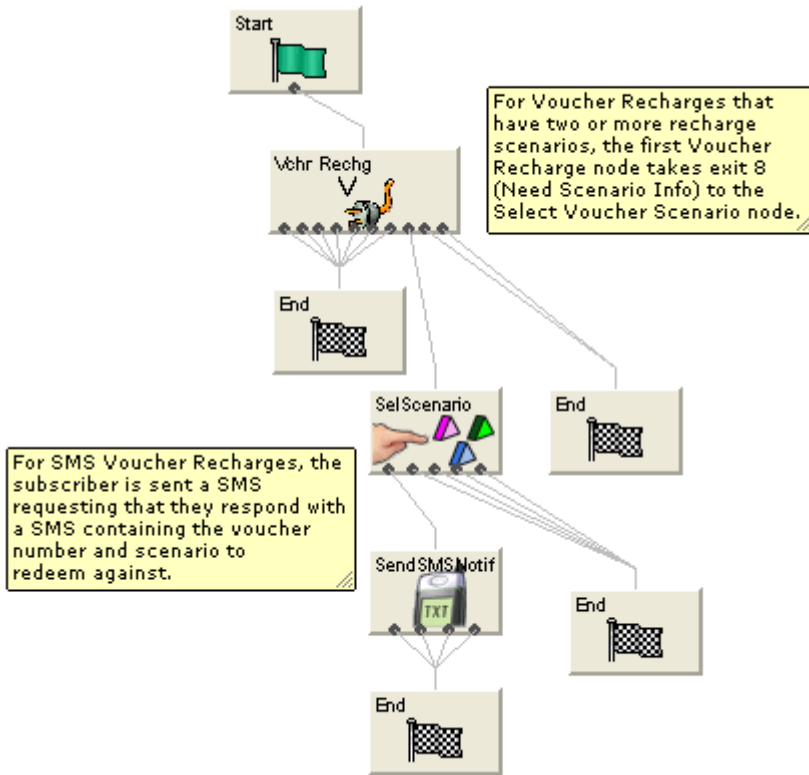 Start
For Voucher Recharges that
have two or more recharge
scenarios, the first Voucher
Recharge node takes exit 8
(Need Scenario Info) to the
Select Voucher Scenario node.
Vchr Rechg
End
SelScenario
End
For SMS Voucher Recharges, the
subscriber is sent a SMS
requesting that they respond with
a SMS containing the voucher
number and scenario to
redeem against.
SendSMSNotif
TXT
End
End